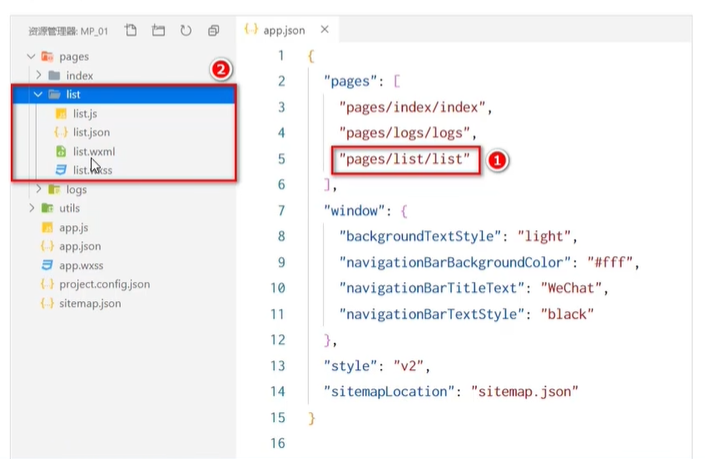 资源管理器: MP_01
pages
index
list
list.js
list.json
list.wxml
list.wxss
logs
utils
app.js
app.json
app.wxss
project.config.json
sitemap.json
2
app.json
1 {
2 "pages": [
3 "pages/index/index",
4 "pages/logs/logs",
5 "pages/list/list"
1
6 ],
7 "window": {
8 "backgroundTextStyle": "light",
9 "navigationBarBackgroundColor": "#fff",
10 "navigationBarTitleText": "WeChat",
11 "navigationBarTextStyle": "black"
12 },
13 "style": "v2",
14 "sitemapLocation": "sitemap.json"
15 }
16